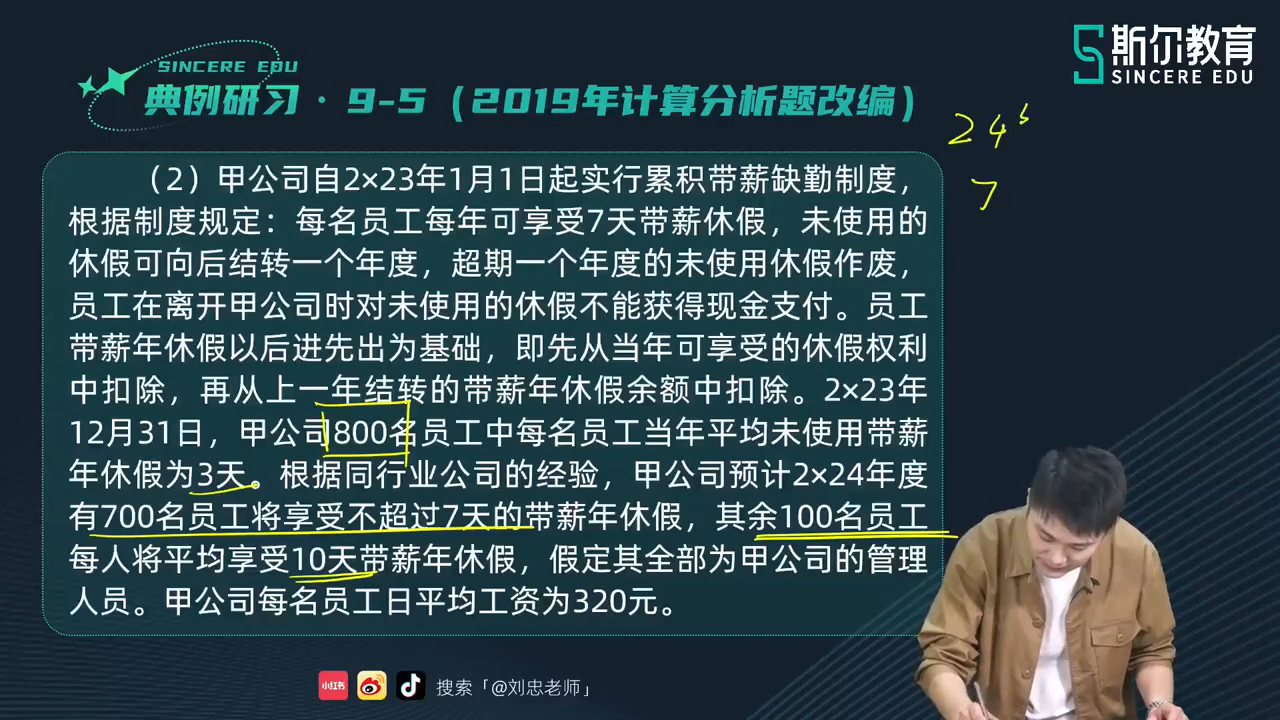 斯尔教育
SINCERE EDU
SINCERE EDU
典例研习·9-5（2019年计算分析题改编）
24
7
（2）甲公司自2×23年1月1日起实行累积带薪缺勤制度，
根据制度规定：每名员工每年可享受7天带薪休假，未使用的
休假可向后结转一个年度，超期一个年度的未使用休假作废，
员工在离开甲公司时对未使用的休假不能获得现金支付。员工
带薪年休假以后进先出为基础，即先从当年可享受的休假权利
中扣除，再从上一年结转的带薪年休假余额中扣除。2×23年
12月31日，甲公司800名员工中每名员工当年平均未使用带薪
年休假为3天。根据同行业公司的经验，甲公司预计2×24年度
有700名员工将享受不超过7天的带薪年休假，其余100名员工
每人将平均享受10天带薪年休假，假定其全部为甲公司的管理
人员。甲公司每名员工日平均工资为320元。
小红书
搜索「@刘忠老师」